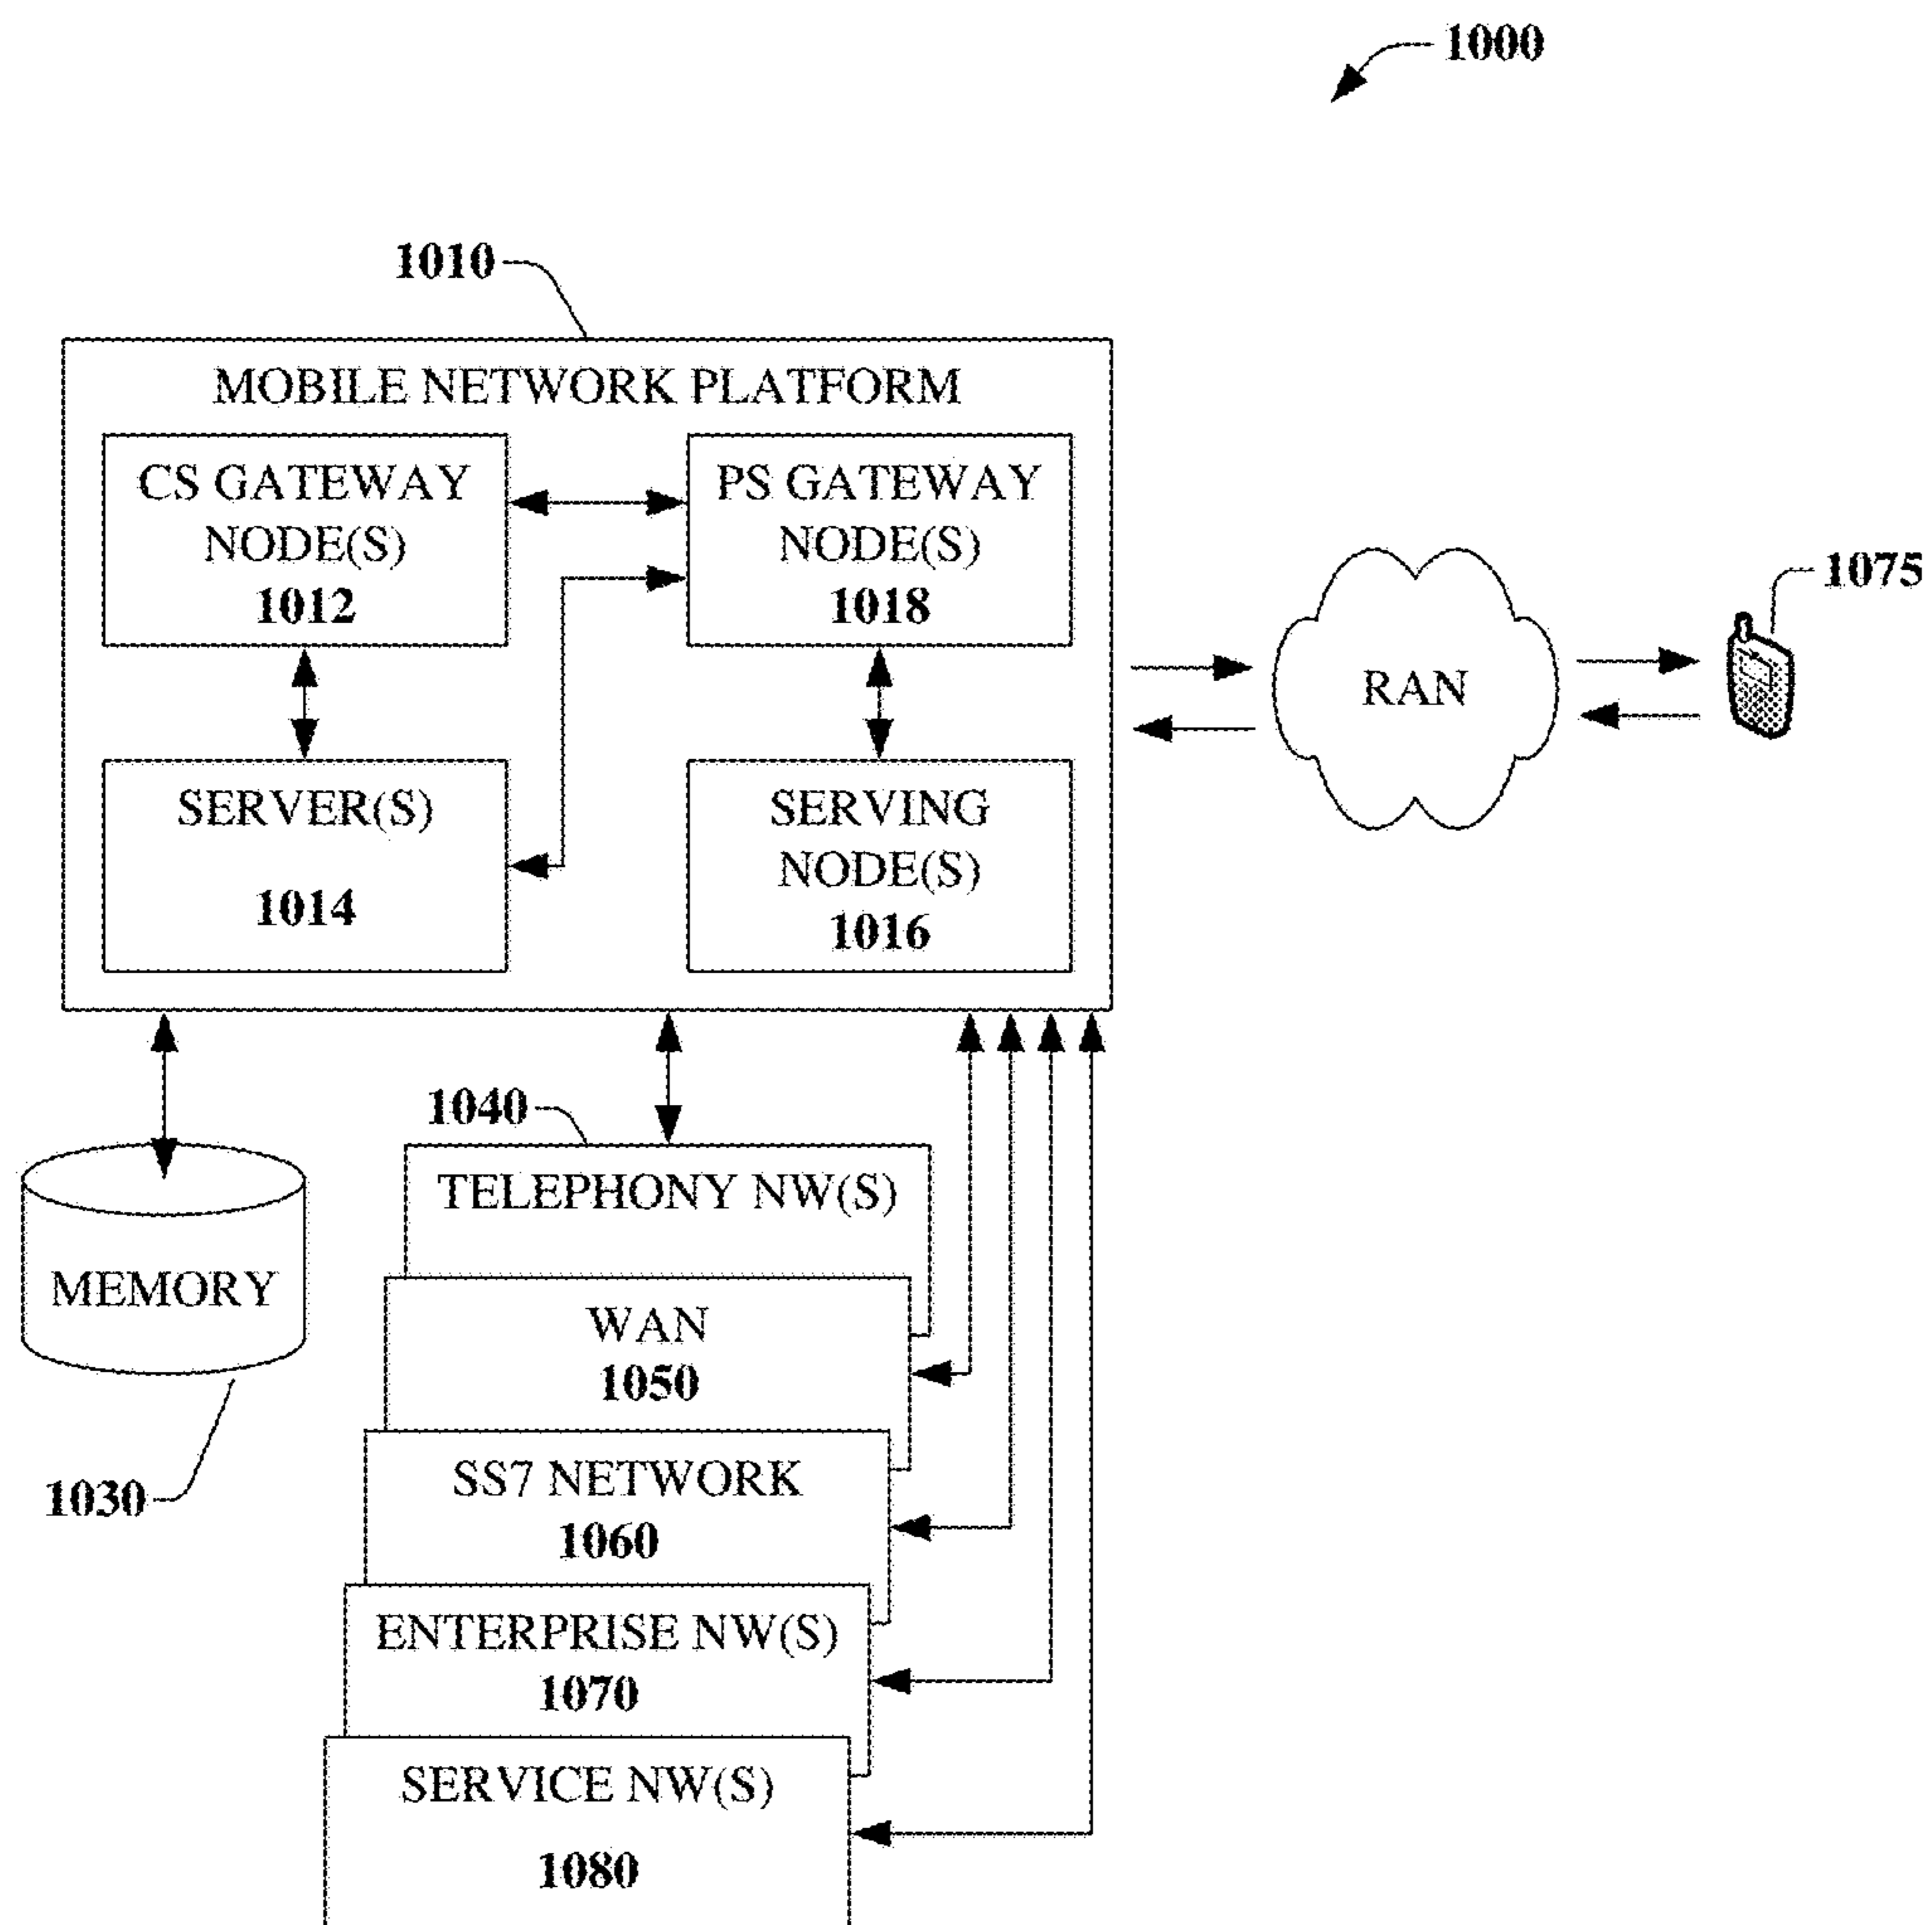 1000
1010
MOBILE NETWORK PLATFORM
CS GATEWAY
NODE(S)
1012
PS GATEWAY
NODE(S)
1018
SERVER(S)
1014
SERVING
NODE(S)
1016
RAN
1075
1040
TELEPHONY NW(S)
MEMORY
1030
WAN
1050
SS7 NETWORK
1060
ENTERPRISE NW(S)
1070
SERVICE NW(S)
1080